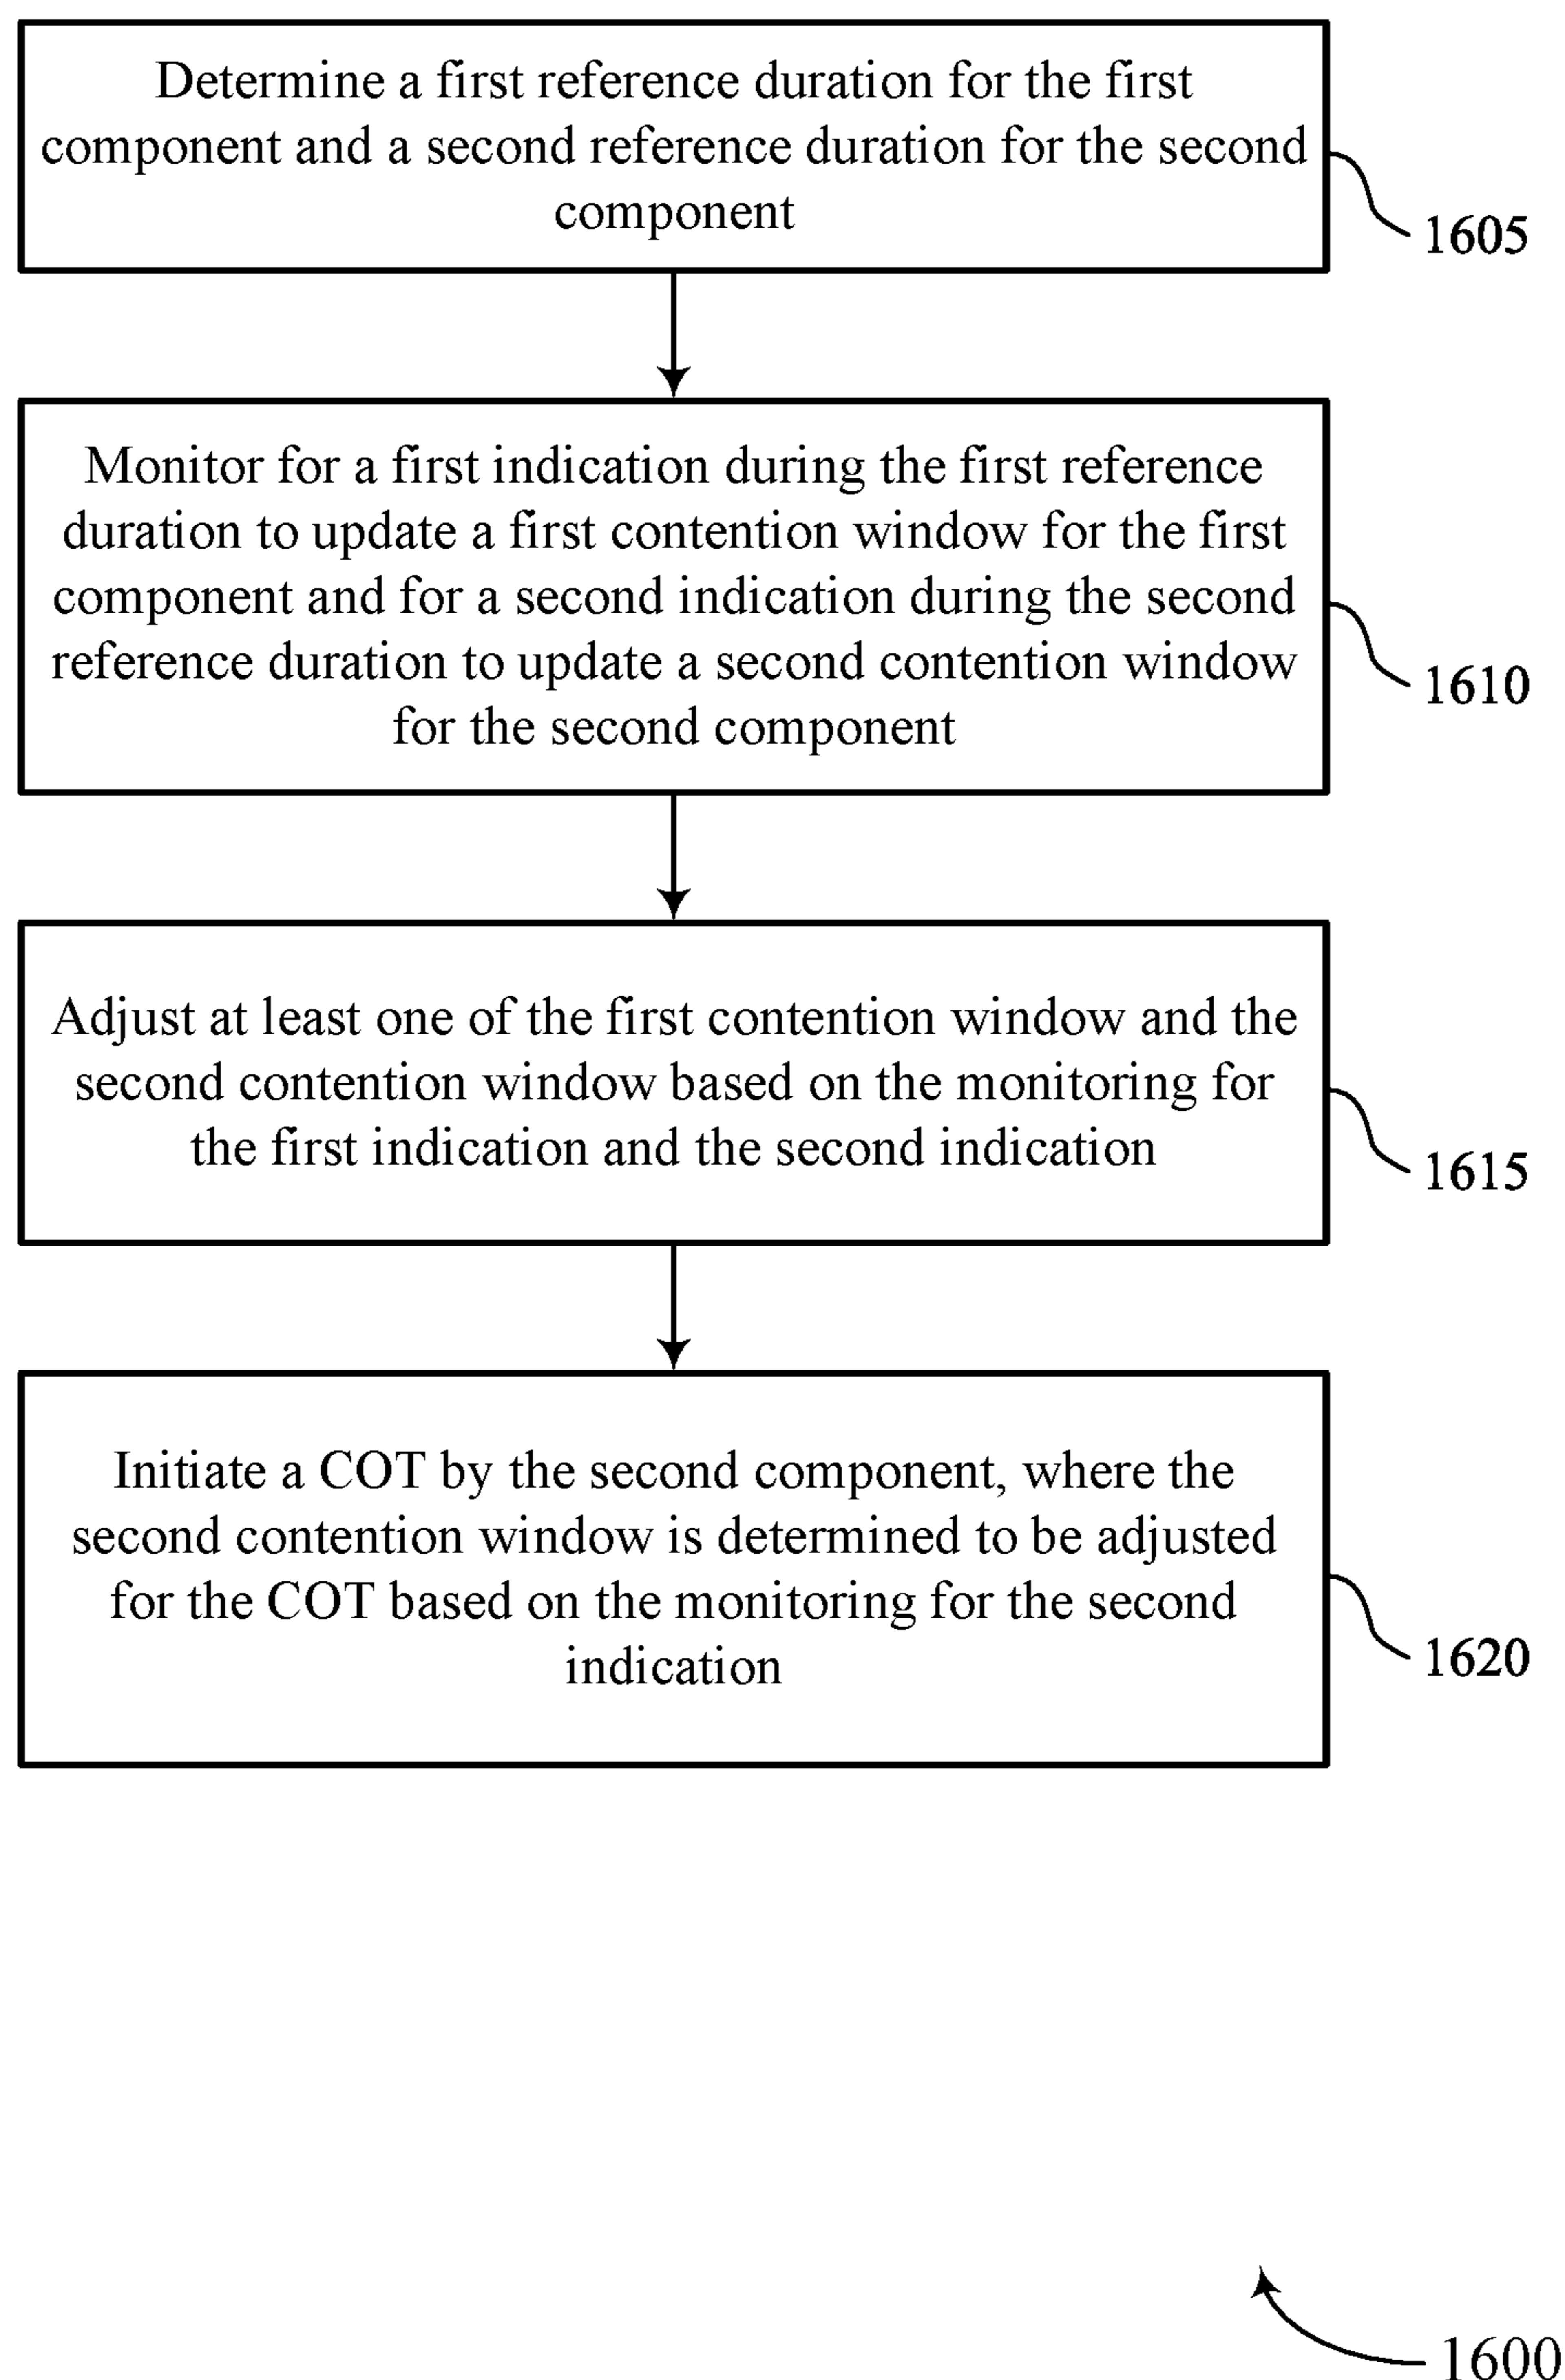 Determine a first reference duration for the first
component and a second reference duration for the second
component
1605
Monitor for a first indication during the first reference
duration to update a first contention window for the first
component and for a second indication during the second
reference duration to update a second contention window
for the second component
1610
Adjust at least one of the first contention window and the
second contention window based on the monitoring for
the first indication and the second indication
1615
Initiate a COT by the second component, where the
second contention window is determined to be adjusted
for the COT based on the monitoring for the second
indication
1620
1600